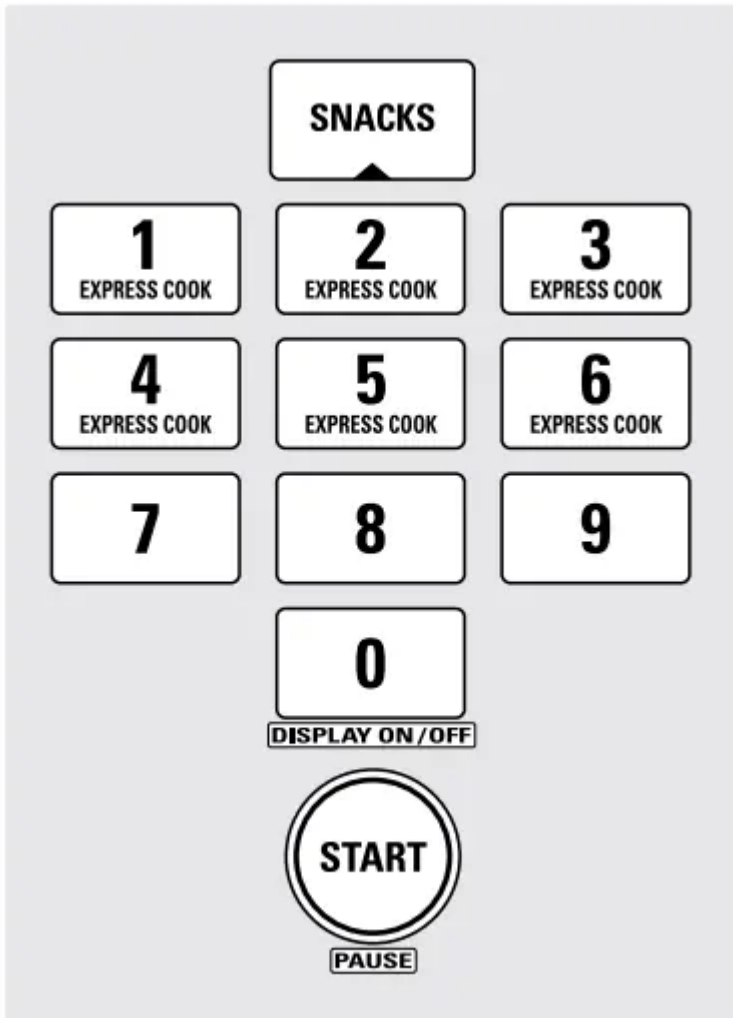 SNACKS
1 2 3
EXPRESS COOK EXPRESS COOK EXPRESS COOK
4 5 6
EXPRESS COOK EXPRESS COOK EXPRESS COOK
7 8 9
0
DISPLAY ON/OFF
START
PAUSE